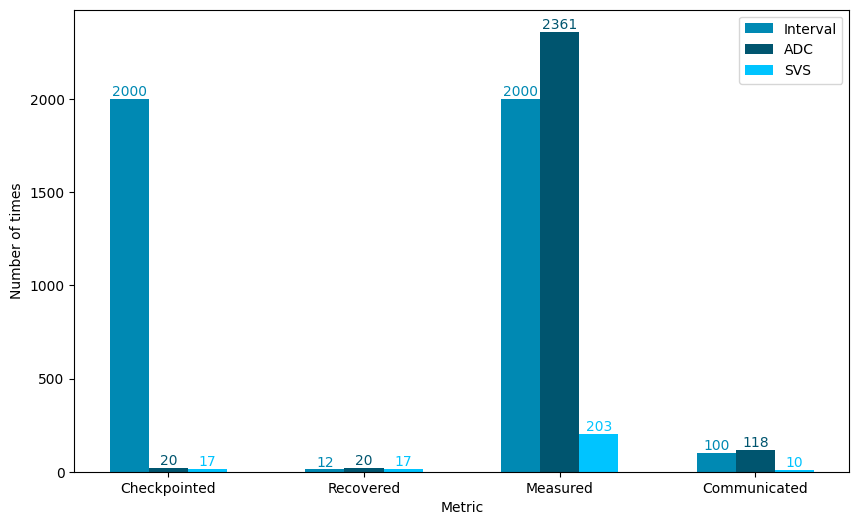 Interval
ADC
SVS
Number of times
2000
1500
1000
500
0
2000
20
17
12
20
17
2000
2361
203
100
118
10
Checkpointed
Recovered
Measured
Communicated
Metric